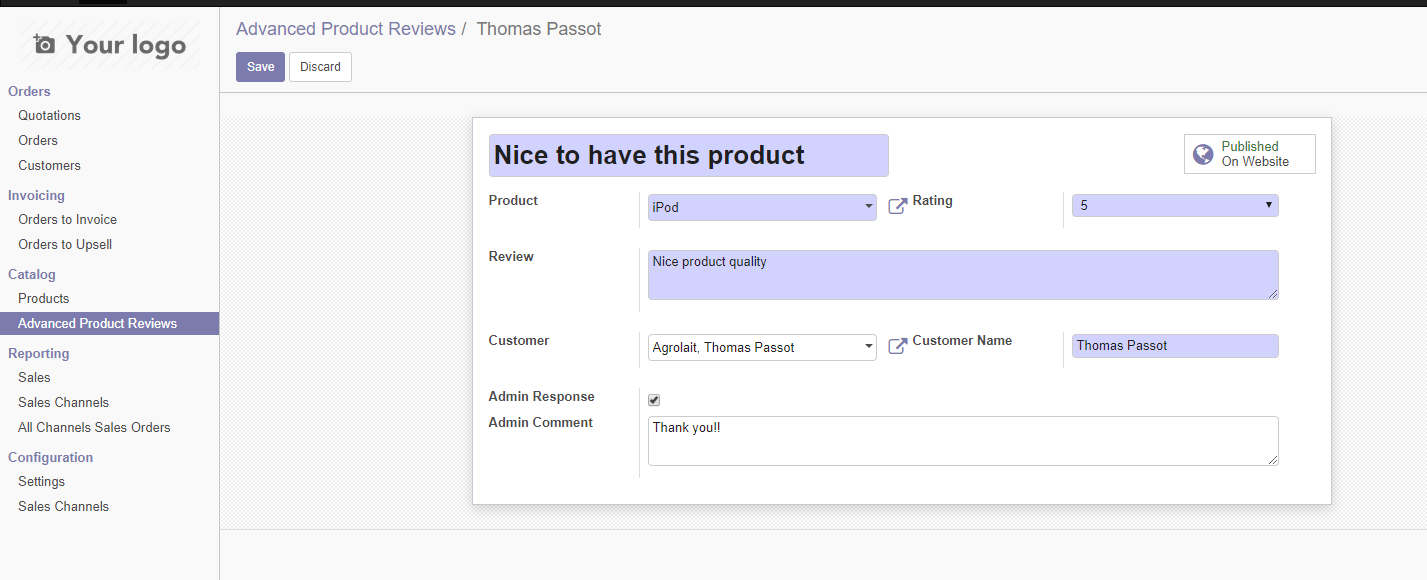 Your logo
Orders
Quotations
Orders
Customers
Invoicing
Orders to Invoice
Orders to Upsell
Catalog
Products
Advanced Product Reviews
Reporting
Sales
Sales Channels
All Channels Sales Orders
Configuration
Settings
Sales Channels
Advanced Product Reviews / Thomas Passot
Save Discard
Nice to have this product
Published
On Website
Product iPod Rating 5
Review Nice product quality
Customer Agrolait, Thomas Passot Customer Name Thomas Passot
Admin Response
Admin Comment Thank you!!